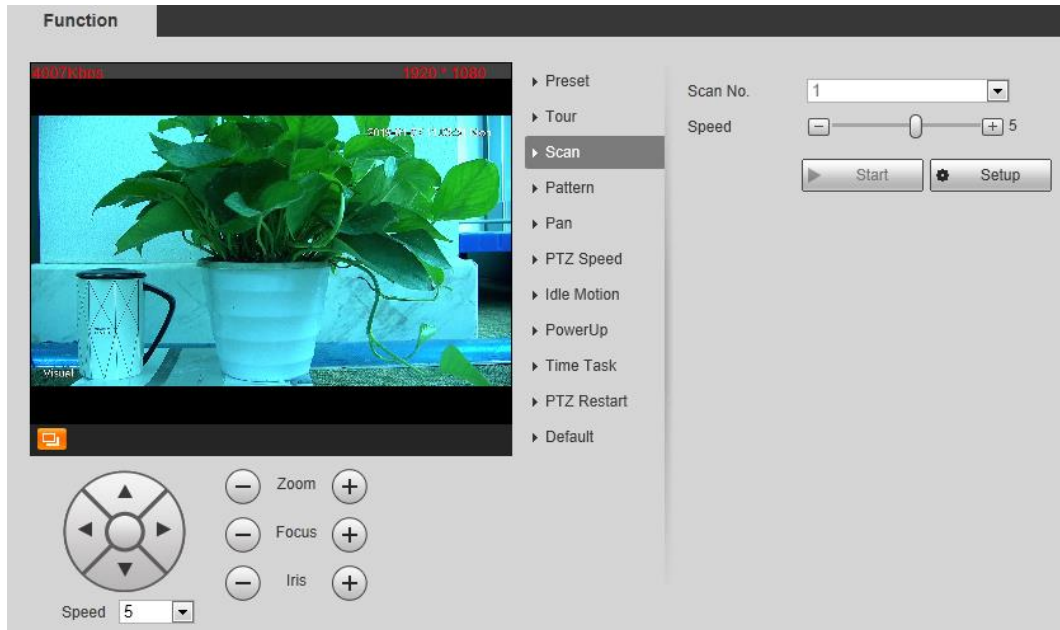 Function
4007Kbps
1920 * 1080
Visual
Zoom
Focus
Iris
Speed 5
Preset
Tour
Scan
Pattern
Pan
PTZ Speed
Idle Motion
PowerUp
Time Task
PTZ Restart
Default
Scan No. 1
Speed 5
Start Setup